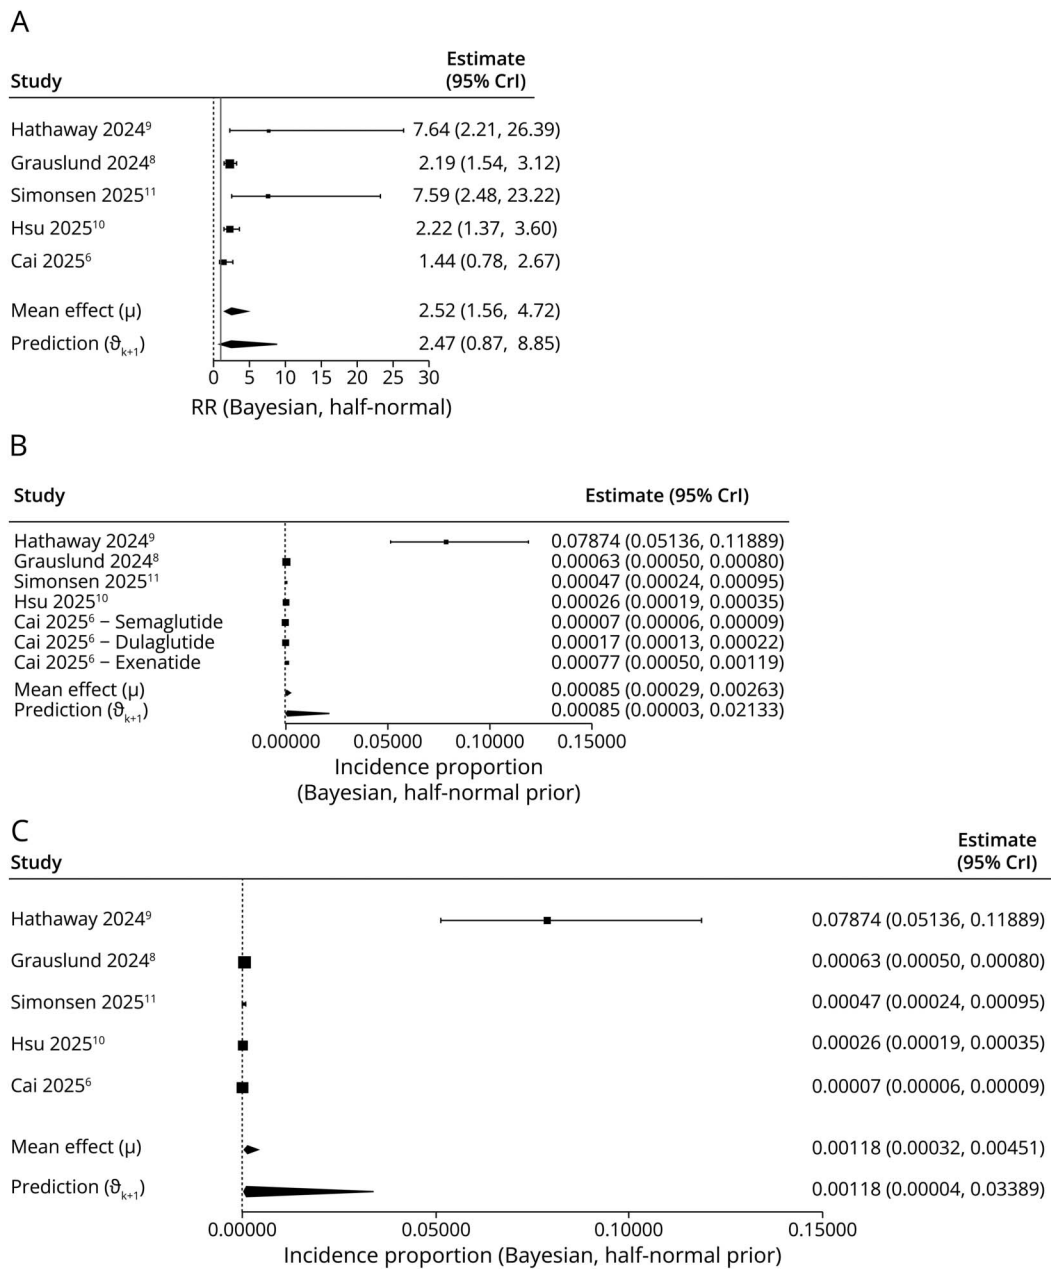 A
Study Estimate (95% CrI)
Hathaway 2024⁹ 7.64 (2.21, 26.39)
Grauslund 2024⁸ 2.19 (1.54, 3.12)
Simonsen 2025¹¹ 7.59 (2.48, 23.22)
Hsu 2025¹⁰ 2.22 (1.37, 3.60)
Cai 2025⁶ 1.44 (0.78, 2.67)
Mean effect (μ) 2.52 (1.56, 4.72)
Prediction (ϑₖ₊₁) 2.47 (0.87, 8.85)
0 5 10 15 20 25 30
RR (Bayesian, half-normal)
B
Study Estimate (95% CrI)
Hathaway 2024⁹ 0.07874 (0.05136, 0.11889)
Grauslund 2024⁸ 0.00063 (0.00050, 0.00080)
Simonsen 2025¹¹ 0.00047 (0.00024, 0.00095)
Hsu 2025¹⁰ 0.00026 (0.00019, 0.00035)
Cai 2025⁶ – Semaglutide 0.00007 (0.00006, 0.00009)
Cai 2025⁶ – Dulaglutide 0.00017 (0.00013, 0.00022)
Cai 2025⁶ – Exenatide 0.00077 (0.00050, 0.00119)
Mean effect (μ) 0.00085 (0.00029, 0.00263)
Prediction (ϑₖ₊₁) 0.00085 (0.00003, 0.02133)
0.00000 0.05000 0.10000 0.15000
Incidence proportion
(Bayesian, half-normal prior)
C
Study Estimate (95% CrI)
Hathaway 2024⁹ 0.07874 (0.05136, 0.11889)
Grauslund 2024⁸ 0.00063 (0.00050, 0.00080)
Simonsen 2025¹¹ 0.00047 (0.00024, 0.00095)
Hsu 2025¹⁰ 0.00026 (0.00019, 0.00035)
Cai 2025⁶ 0.00007 (0.00006, 0.00009)
Mean effect (μ) 0.00118 (0.00032, 0.00451)
Prediction (ϑₖ₊₁) 0.00118 (0.00004, 0.03389)
0.00000 0.05000 0.10000 0.15000
Incidence proportion (Bayesian, half-normal prior)